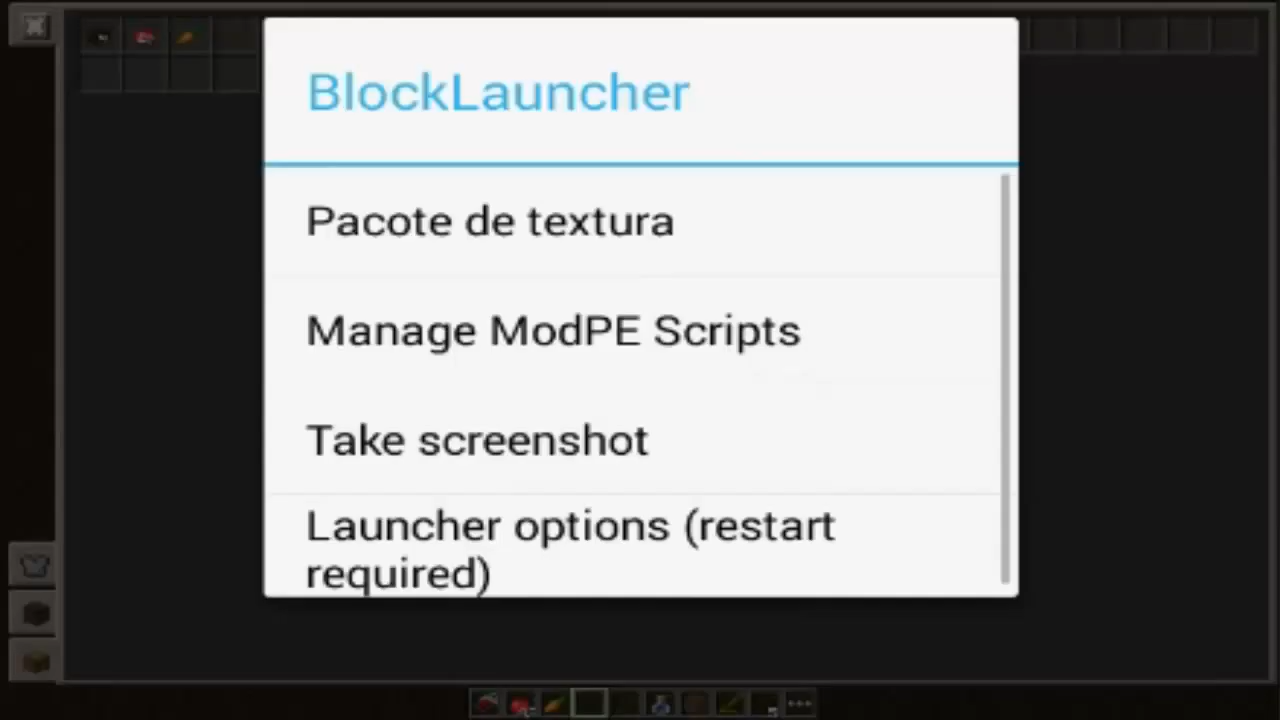 BlockLauncher
Pacote de textura
Manage ModPE Scripts
Take screenshot
Launcher options (restart
required)